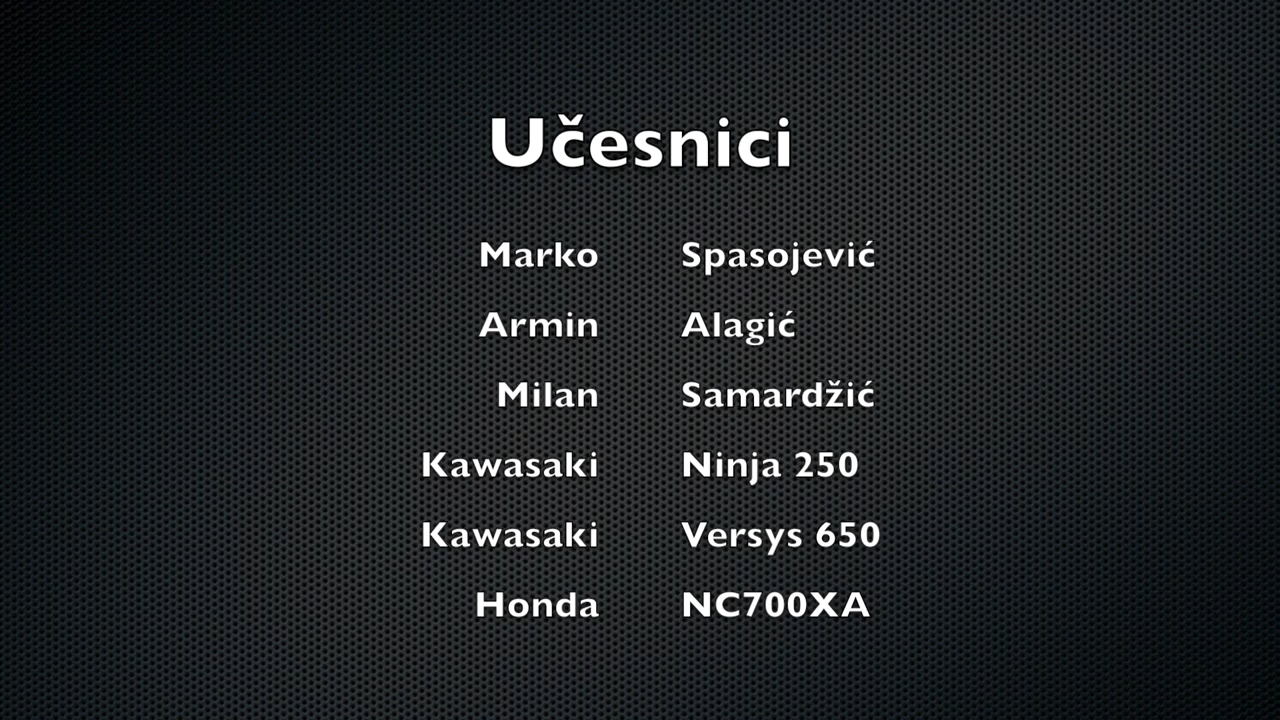 Učesnici
Marko Spasojević
Armin Alagić
Milan Samardžić
Kawasaki Ninja 250
Kawasaki Versys 650
Honda NC700XA